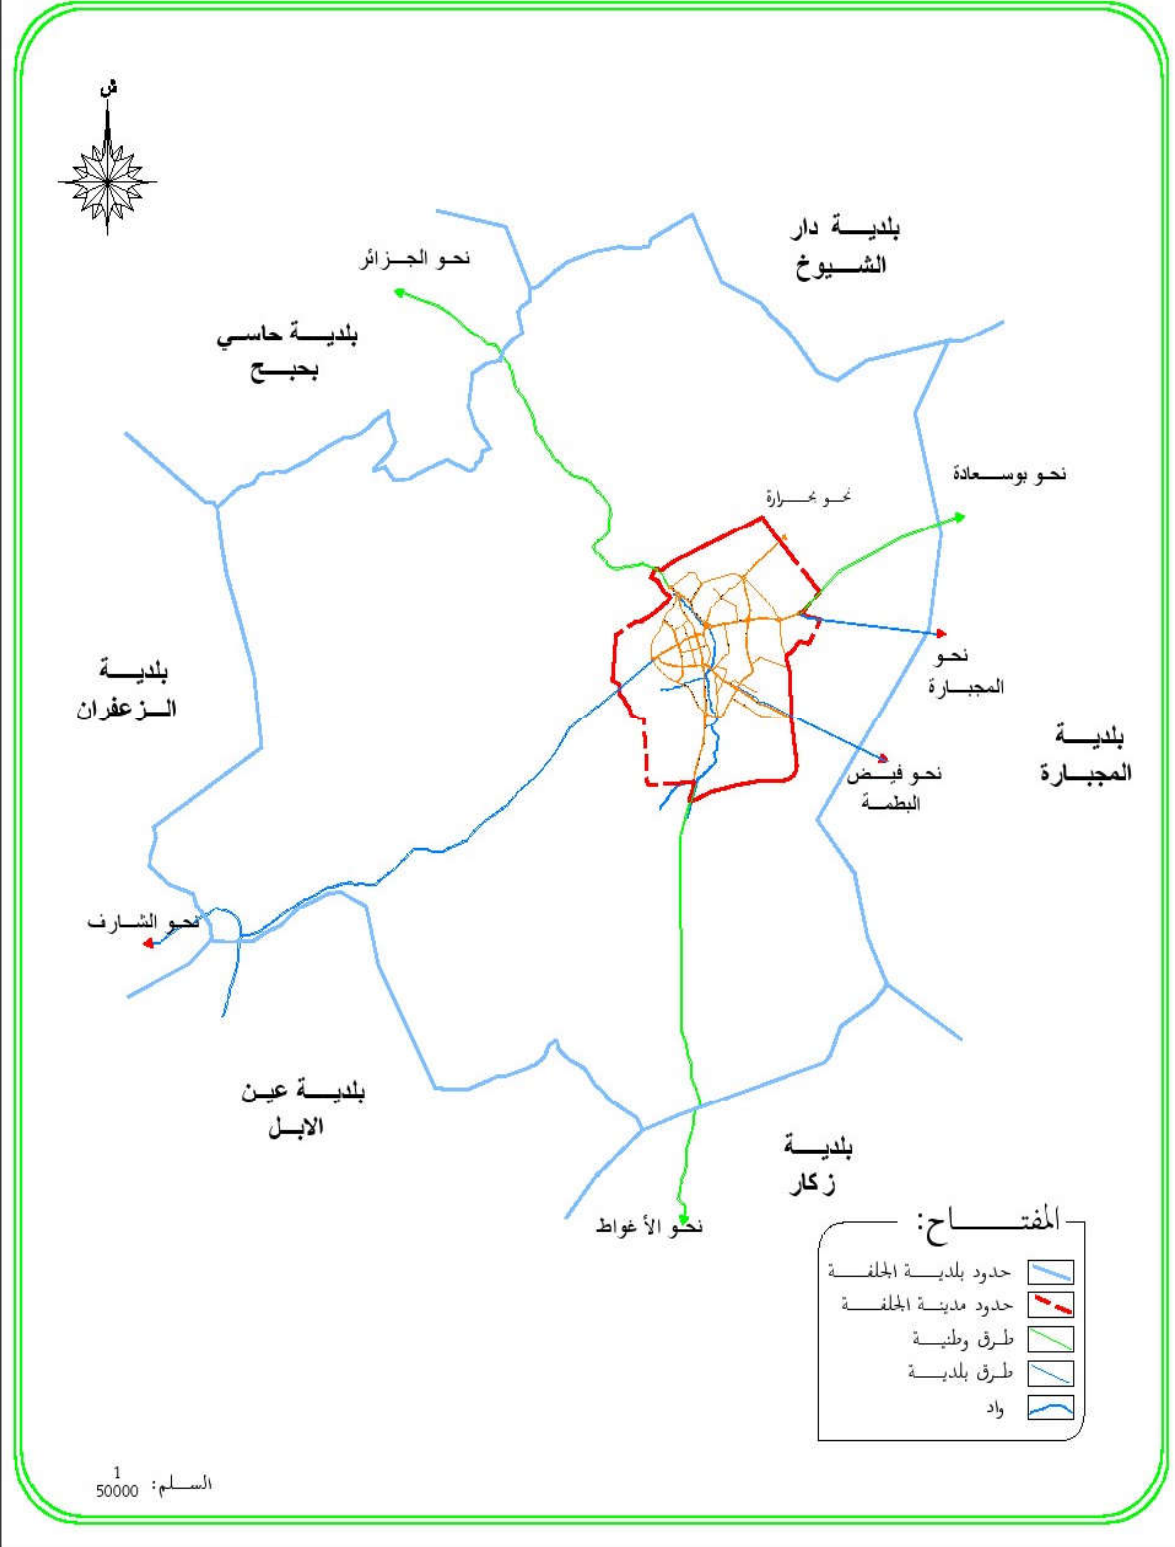 ش
بلدية دار
الشيوخ
نحو الجزائر
بلدية حاسي
بحبح
نحو بوسعادة
نحو بحرارة
نحو
المجبارة
بلدية
الزعفران
بلدية
المجبارة
نحو فيض
البطمة
نحو الشارف
بلدية عين
الابل
بلدية
زكار
نحو الأغواط
المفتاح:
حدود بلدية الجلفة
حدود مدينة الجلفة
طرق وطنية
طرق بلدية
واد
السلم: 1/50000